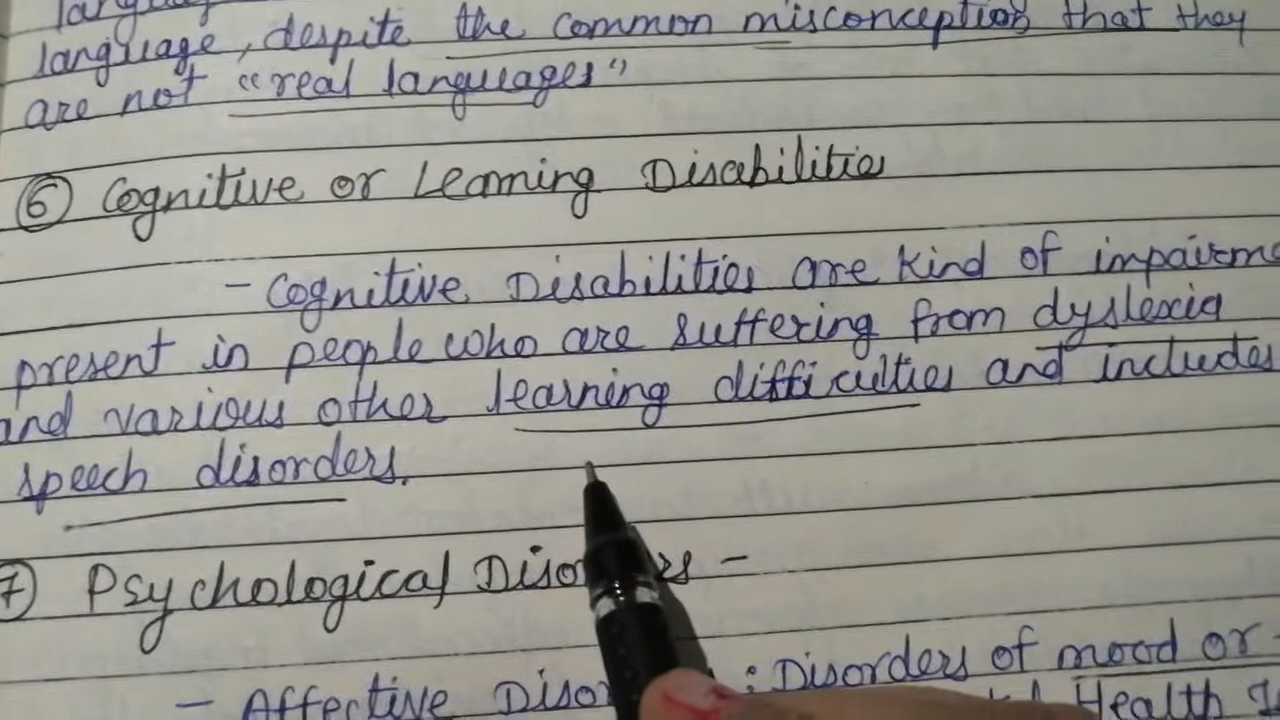 language, despite the common misconception that they
are not "real languages"
6 Cognitive or Learning Disabilities
- Cognitive Disabilities are kind of
present in people who are suffering from dyslexia
and various other learning difficulties and includes
speech disorders.
7) Psychological -
- Affective : Disorders of mood or
Health